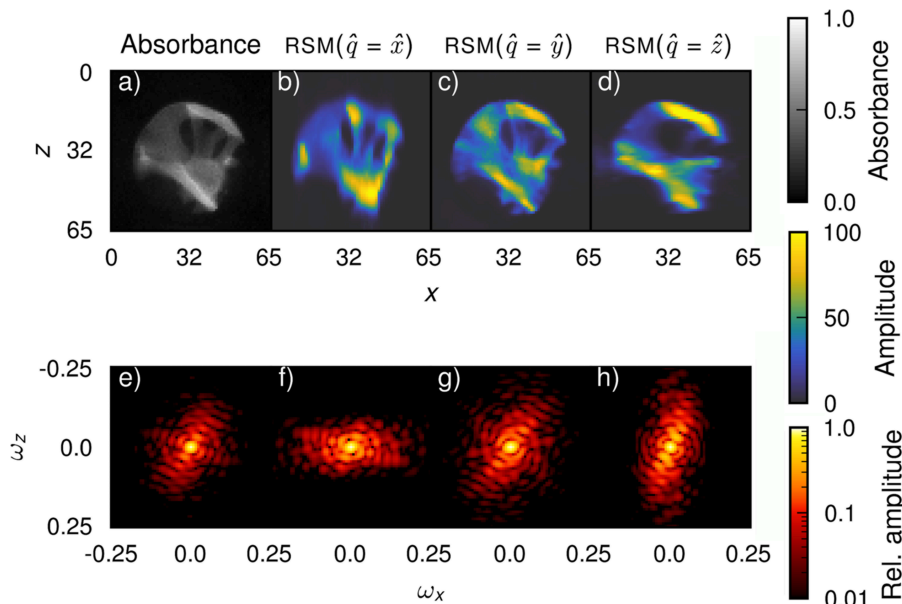 Absorbance RSM(q̂ = x̂) RSM(q̂ = ŷ) RSM(q̂ = ẑ)
a) b) c) d)
0
32
65
z
0 32 65 32 65 32 65 32 65
x
1.0
0.5
0.0
Absorbance
100
50
0
Amplitude
e) f) g) h)
-0.25
0.0
0.25
ω_z
-0.25 0.0 0.25 0.0 0.25 0.0 0.25 0.0 0.25
ω_x
1.0
0.1
0.01
Rel. amplitude